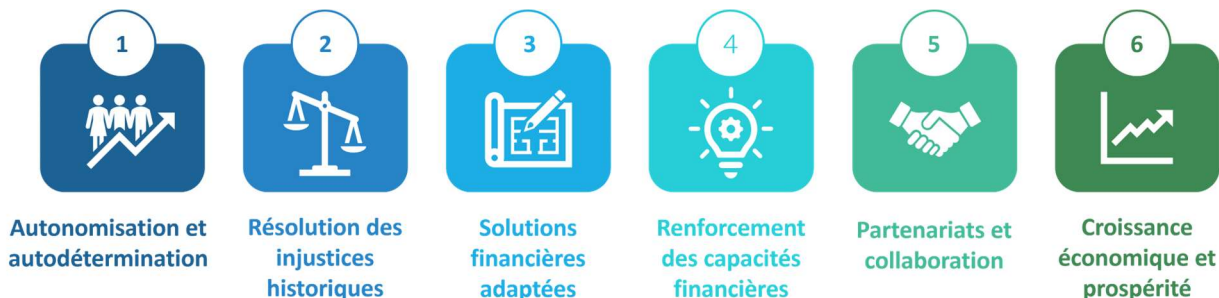 1
2
3
4
5
6
Autonomisation et
autodétermination
Résolution des
injustices
historiques
Solutions
financières
adaptées
Renforcement
des capacités
financières
Partenariats et
collaboration
Croissance
économique et
prospérité